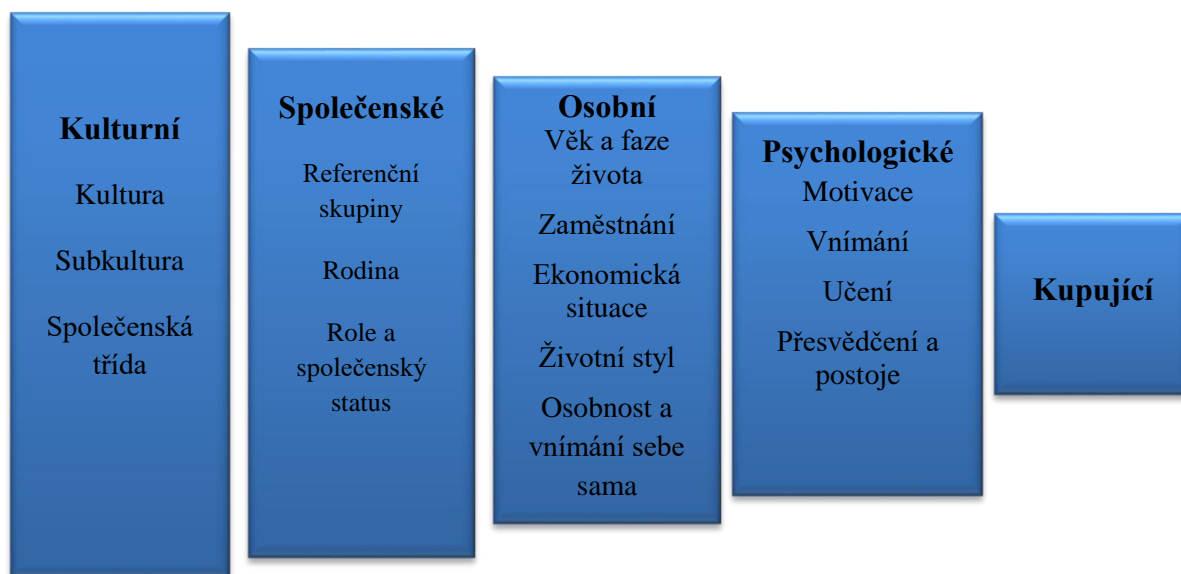 Kulturní
Kultura
Subkultura
Společenská
třída
Společenské
Referenční
skupiny
Rodina
Role a
společenský
status
Osobní
Věk a faze
života
Zaměstnání
Ekonomická
situace
Životní styl
Osobnost a
vnímání sebe
sama
Psychologické
Motivace
Vnímání
Učení
Přesvědčení a
postoje
Kupující